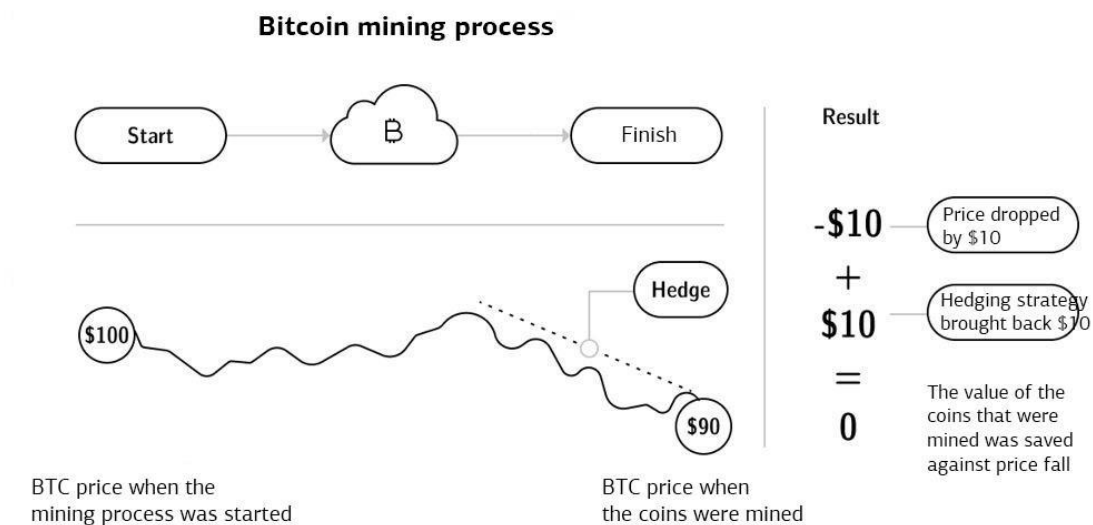 Bitcoin mining process
Start
₿
Finish
Result
-$10
Price dropped
by $10
+
$10
Hedging strategy
brought back $10
=
0
The value of the
coins that were
mined was saved
against price fall
Hedge
$100
$90
BTC price when the
mining process was started
BTC price when
the coins were mined